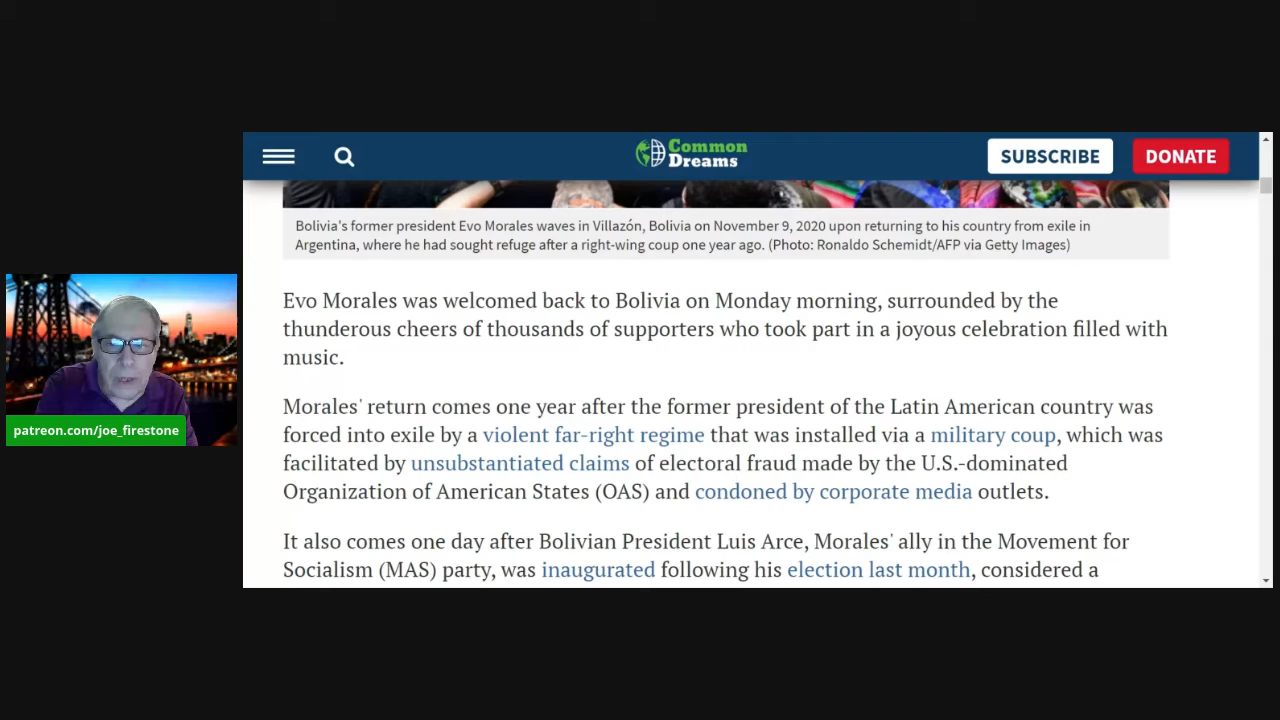 Common
Dreams
SUBSCRIBE
DONATE
Bolivia's former president Evo Morales waves in Villazón, Bolivia on November 9, 2020 upon returning to his country from exile in
Argentina, where he had sought refuge after a right-wing coup one year ago. (Photo: Ronaldo Schemidt/AFP via Getty Images)
Evo Morales was welcomed back to Bolivia on Monday morning, surrounded by the
thunderous cheers of thousands of supporters who took part in a joyous celebration filled with
music.
Morales' return comes one year after the former president of the Latin American country was
forced into exile by a violent far-right regime that was installed via a military coup, which was
facilitated by unsubstantiated claims of electoral fraud made by the U.S.-dominated
Organization of American States (OAS) and condoned by corporate media outlets.
It also comes one day after Bolivian President Luis Arce, Morales' ally in the Movement for
Socialism (MAS) party, was inaugurated following his election last month, considered a
patreon.com/joe_firestone